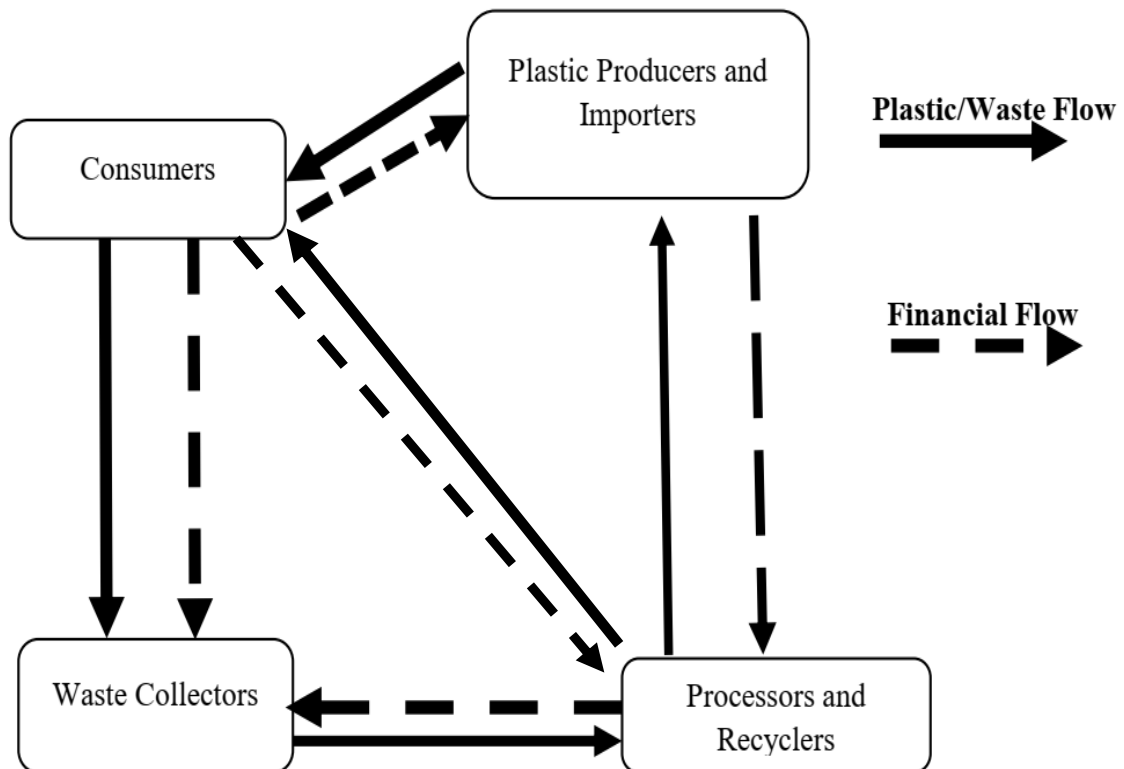 Plastic Producers and
Importers
Plastic/Waste Flow
Consumers
Financial Flow
Waste Collectors
Processors and
Recyclers